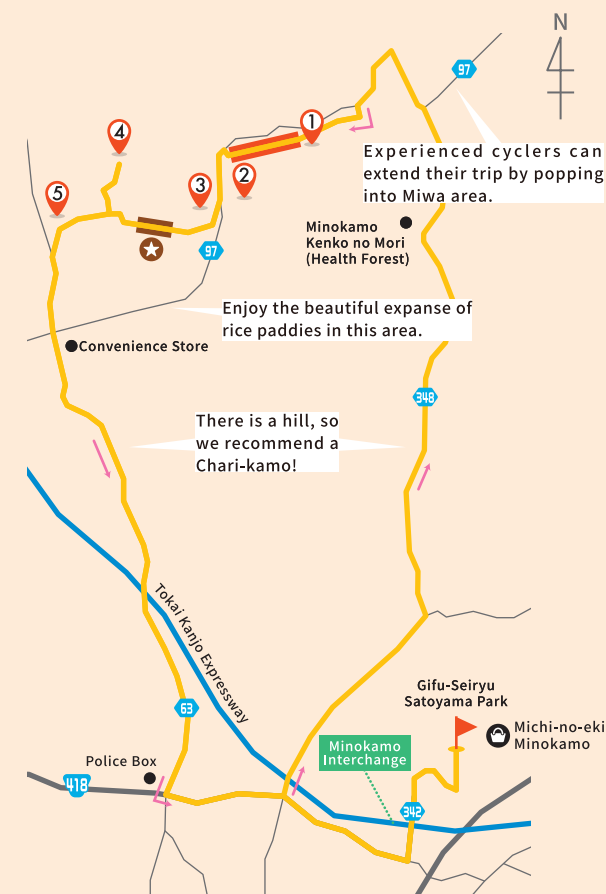 N
97
1
4
Experienced cyclers can
extend their trip by popping
into Miwa area.
5
3
2
Minokamo
Kenko no Mori
(Health Forest)
97
Enjoy the beautiful expanse of
rice paddies in this area.
Convenience Store
348
There is a hill, so
we recommend a
Chari-kamo!
Tokai Kanjo Expressway
Gifu-Seiryu
Satoyama Park
63
Michi-no-eki
Minokamo
Minokamo
Interchange
Police Box
418
342